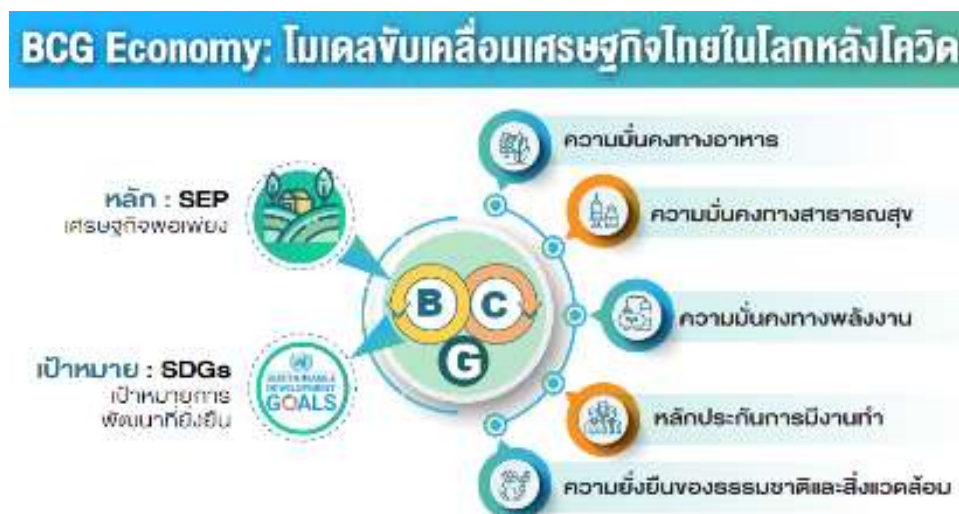 BCG Economy: โมเดลขับเคลื่อนเศรษฐกิจไทยในโลกหลังโควิด
หลัก : SEP
เศรษฐกิจพอเพียง
เป้าหมาย : SDGs
เป้าหมายการ
พัฒนาที่ยั่งยืน
SUSTAINABLE
DEVELOPMENT
GOALS
B C
G
ความมั่นคงทางอาหาร
ความมั่นคงทางสาธารณสุข
ความมั่นคงทางพลังงาน
หลักประกันการมีงานทำ
ความยั่งยืนของธรรมชาติและสิ่งแวดล้อม